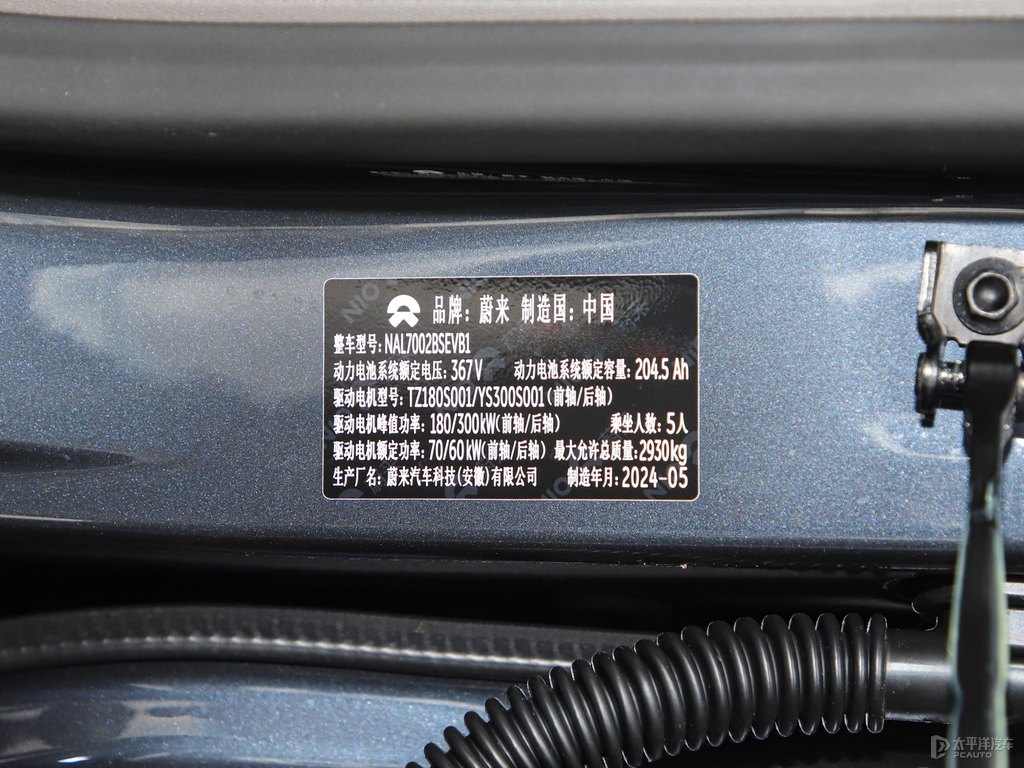 品牌: 蔚来 制造国: 中国
整车型号: NAL7002BSEVB1
动力电池系统额定电压: 367V 动力电池系统额定容量: 204.5 Ah
驱动电机型号: TZ180S001/YS300S001(前轴/后轴)
驱动电机峰值功率: 180/300kW(前轴/后轴) 乘坐人数: 5人
驱动电机额定功率: 70/60kW(前轴/后轴) 最大允许总质量: 2930kg
生产厂名: 蔚来汽车科技(安徽)有限公司 制造年月: 2024-05
太平洋汽车
PCAUTO